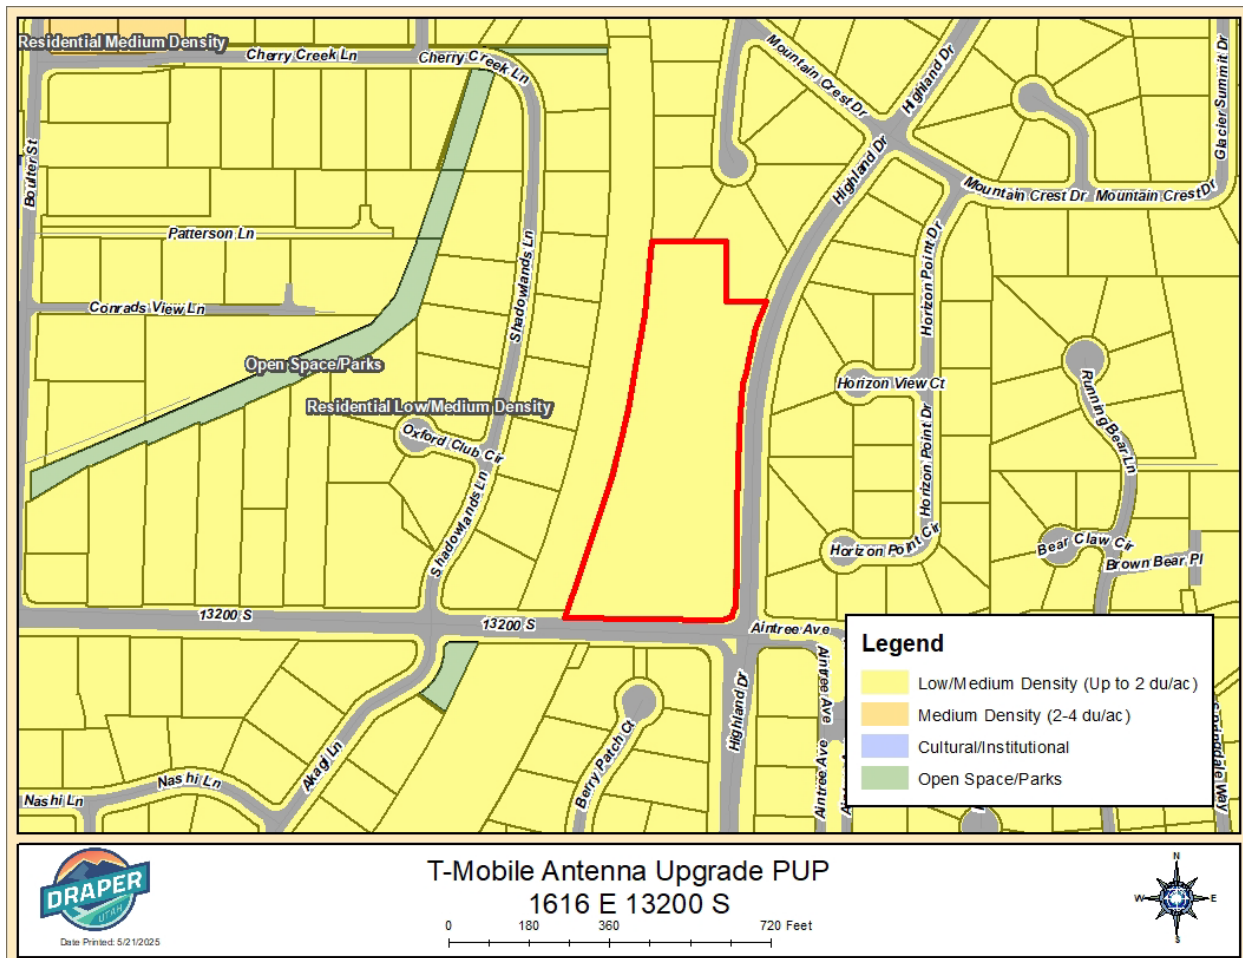 Residential Medium Density
Cherry Creek Ln
Cherry Creek Ln
Mountain Crest Dr
Highland Dr
Glacier Summit Dr
Boulter St
Highland Dr
Mountain Crest Dr
Mountain Crest Dr
Patterson Ln
Shadowlands Ln
Horizon Point Dr
Conrads View Ln
Open Space/Parks
Horizon View Ct
Running Bear Ln
Residential Low/Medium Density
Oxford Club Cir
Horizon Point Dr
Shadowlands Ln
Horizon Point Cir
Bear Claw Cir
Brown Bear Pl
13200 S
13200 S
Aintree Ave
Aintree Ave
Highland Dr
Akagi Ln
Nashi Ln
Nashi Ln
Berry Patch Ct
Aintree Ave
Legend
Low/Medium Density (Up to 2 du/ac)
Medium Density (2-4 du/ac)
Cultural/Institutional
Open Space/Parks
DRAPER
UTAH
Date Printed: 5/21/2025
T-Mobile Antenna Upgrade PUP
1616 E 13200 S
0 180 360 720 Feet
N
W
E
S